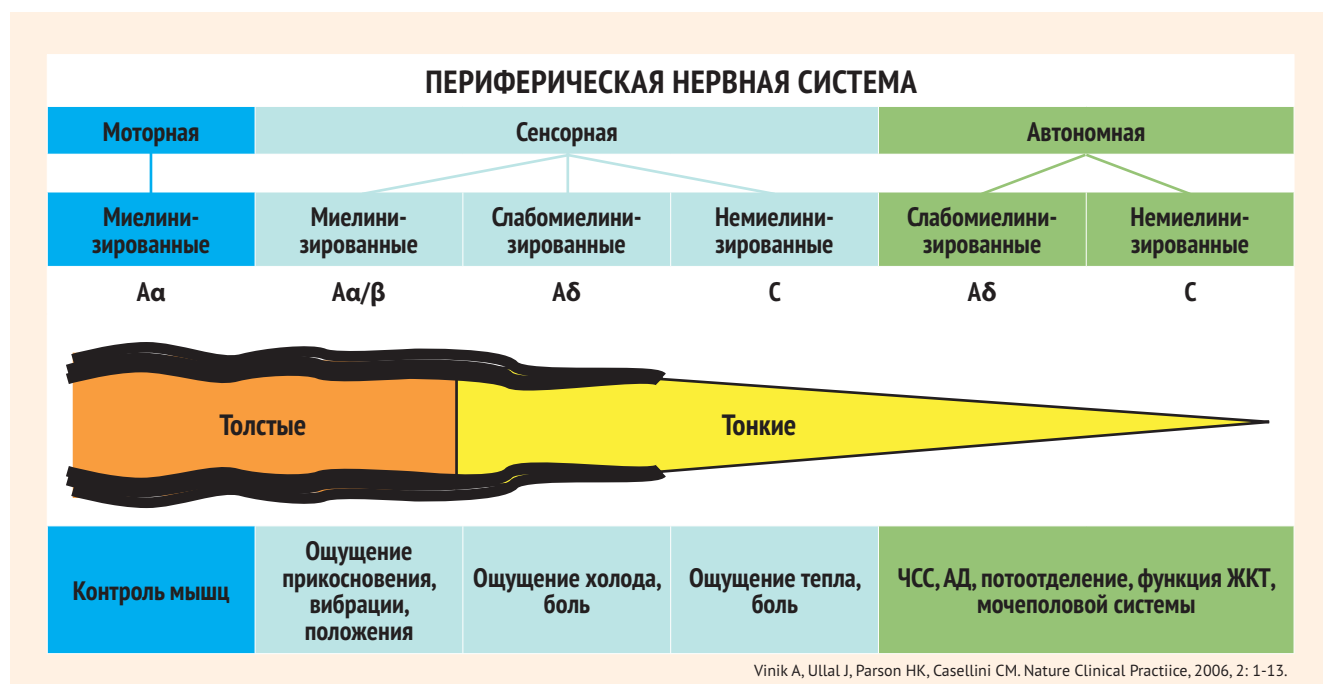 ПЕРИФЕРИЧЕСКАЯ НЕРВНАЯ СИСТЕМА
Моторная
Сенсорная
Автономная
Миелини-
зированные
Миелини-
зированные
Слабомиелини-
зированные
Немиелини-
зированные
Слабомиелини-
зированные
Немиелини-
зированные
Aα
Aα/β
Aδ
C
Aδ
C
Толстые
Тонкие
Контроль мышц
Ощущение
прикосновения,
вибрации,
положения
Ощущение холода,
боль
Ощущение тепла,
боль
ЧСС, АД, потоотделение, функция ЖКТ,
мочеполовой системы
Vinik A, Ullal J, Parson HK, Casellini CM. Nature Clinical Practiice, 2006, 2: 1-13.